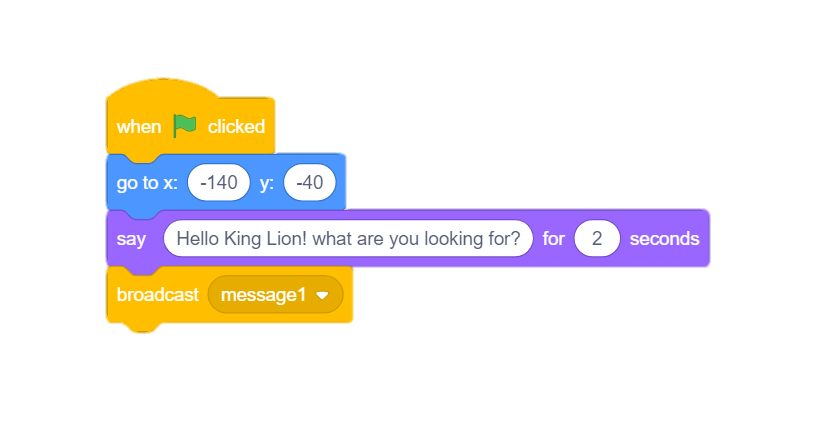 when clicked
go to x: -140 y: -40
say Hello King Lion! what are you looking for? for 2 seconds
broadcast message1